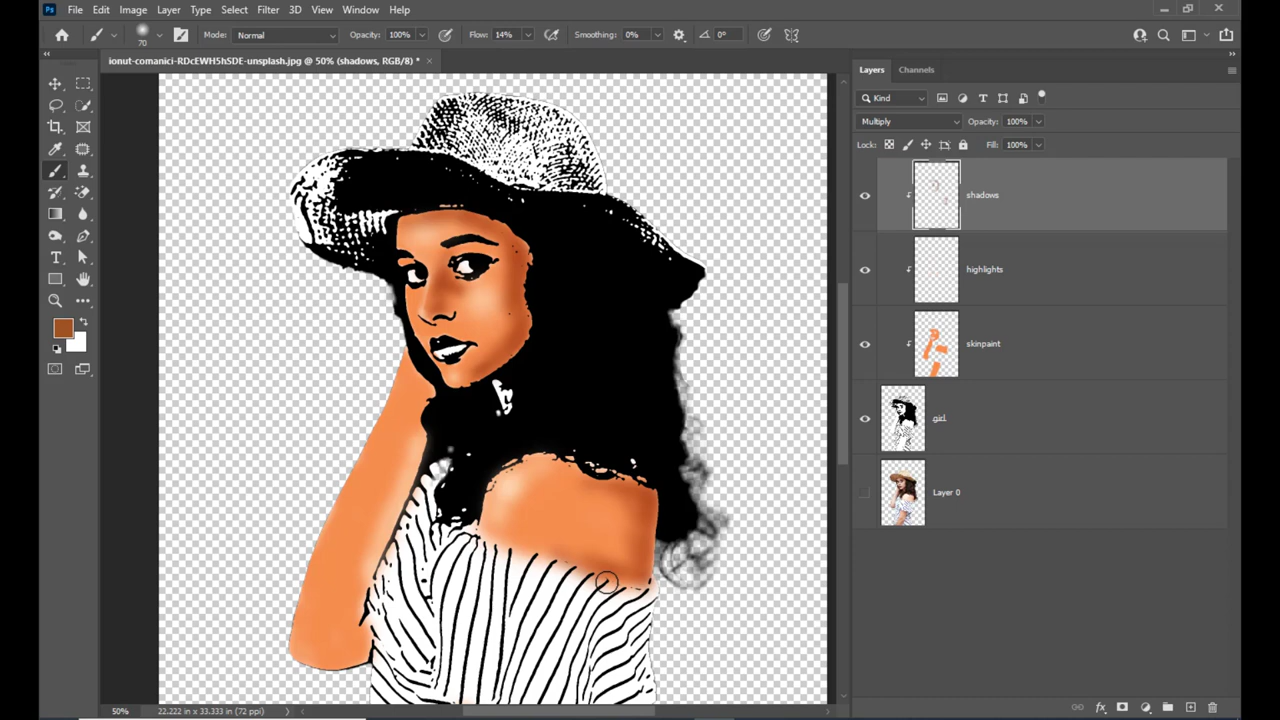 Ps File Edit Image Layer Type Select Filter 3D View Window Help
70 Mode: Normal Opacity: 100% Flow: 14% Smoothing: 0% 0°
ionut-comanici-RDcEWH5hSDE-unsplash.jpg @ 50% (shadows, RGB/8) *
Layers Channels
Kind
Multiply Opacity: 100%
Lock: Fill: 100%
shadows
highlights
skinpaint
girl
Layer 0
50% 22.222 in x 33.333 in (72 ppi)